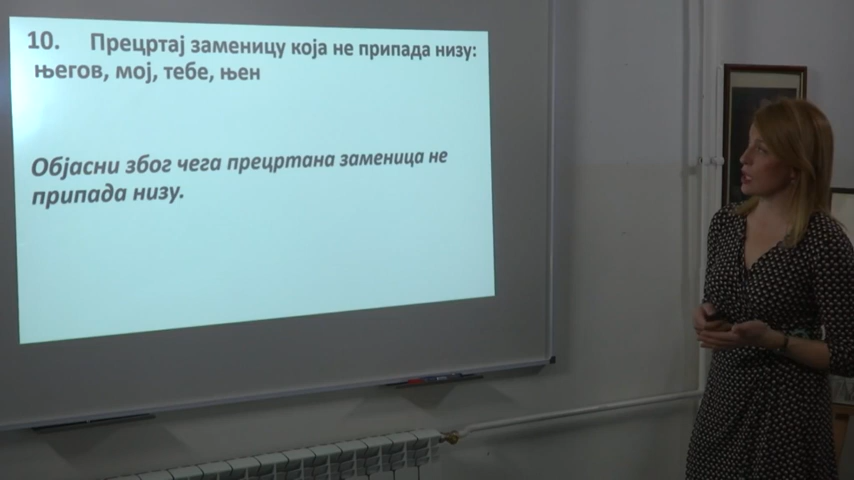 10. Прецртај заменицу која не припада низу:
његов, мој, тебе, њен
Објасни због чега прецртана заменица не
припада низу.